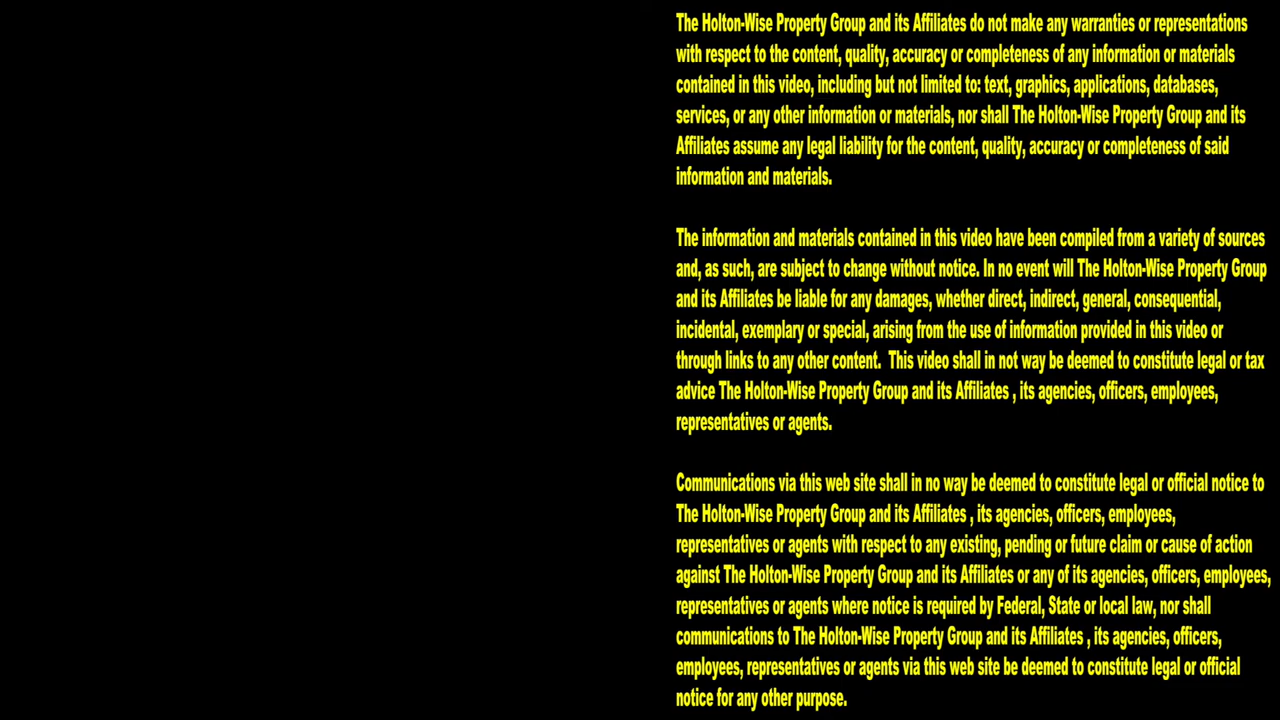 The Holton-Wise Property Group and its Affiliates do not make any warranties or representations
with respect to the content, quality, accuracy or completeness of any information or materials
contained in this video, including but not limited to: text, graphics, applications, databases,
services, or any other information or materials, nor shall The Holton-Wise Property Group and its
Affiliates assume any legal liability for the content, quality, accuracy or completeness of said
information and materials.
The information and materials contained in this video have been compiled from a variety of sources
and, as such, are subject to change without notice. In no event will The Holton-Wise Property Group
and its Affiliates be liable for any damages, whether direct, indirect, general, consequential,
incidental, exemplary or special, arising from the use of information provided in this video or
through links to any other content.  This video shall in not way be deemed to constitute legal or tax
advice The Holton-Wise Property Group and its Affiliates , its agencies, officers, employees,
representatives or agents.
Communications via this web site shall in no way be deemed to constitute legal or official notice to
The Holton-Wise Property Group and its Affiliates , its agencies, officers, employees,
representatives or agents with respect to any existing, pending or future claim or cause of action
against The Holton-Wise Property Group and its Affiliates or any of its agencies, officers, employees,
representatives or agents where notice is required by Federal, State or local law, nor shall
communications to The Holton-Wise Property Group and its Affiliates , its agencies, officers,
employees, representatives or agents via this web site be deemed to constitute legal or official
notice for any other purpose.